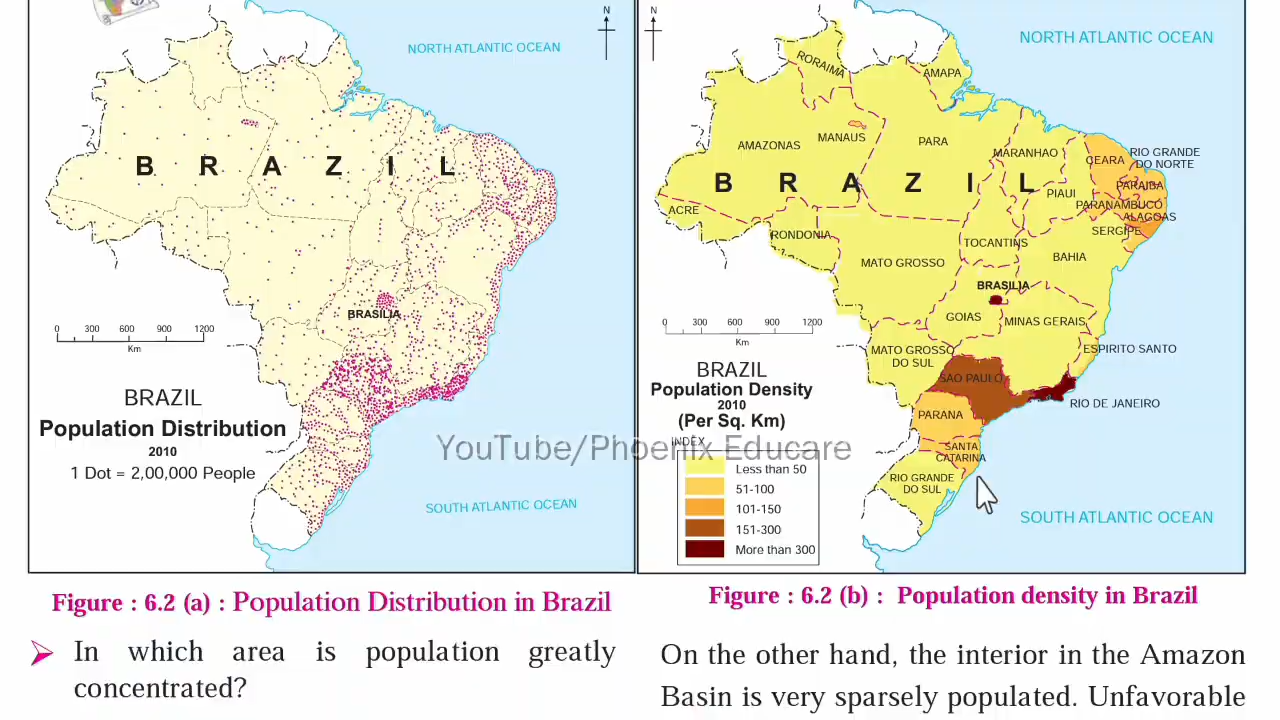 N
NORTH ATLANTIC OCEAN
B R A Z I L
BRASILIA
0 300 600 900 1200
Km
BRAZIL
Population Distribution
2010
1 Dot = 2,00,000 People
SOUTH ATLANTIC OCEAN
N
NORTH ATLANTIC OCEAN
RORAIMA
AMAPA
AMAZONAS
MANAUS
PARA
MARANHAO
CEARA
RIO GRANDE
DO NORTE
PARAIBA
B R A Z I L
PIAUI
PARANAMBUCO
ACRE
ALAGOAS
RONDONIA
SERGIPE
TOCANTINS
MATO GROSSO
BAHIA
BRASILIA
GOIAS
MINAS GERAIS
0 300 600 900 1200
Km
MATO GROSSO
DO SUL
ESPIRITO SANTO
BRAZIL
Population Density
2010
(Per Sq. Km)
SAO PAULO
RIO DE JANEIRO
PARANA
SANTA
CATARINA
RIO GRANDE
DO SUL
INDEX
Less than 50
51-100
101-150
151-300
More than 300
SOUTH ATLANTIC OCEAN
YouTube/Phoenix Educare
Figure : 6.2 (a) : Population Distribution in Brazil
Figure : 6.2 (b) : Population density in Brazil
In which area is population greatly
concentrated?
On the other hand, the interior in the Amazon
Basin is very sparsely populated. Unfavorable